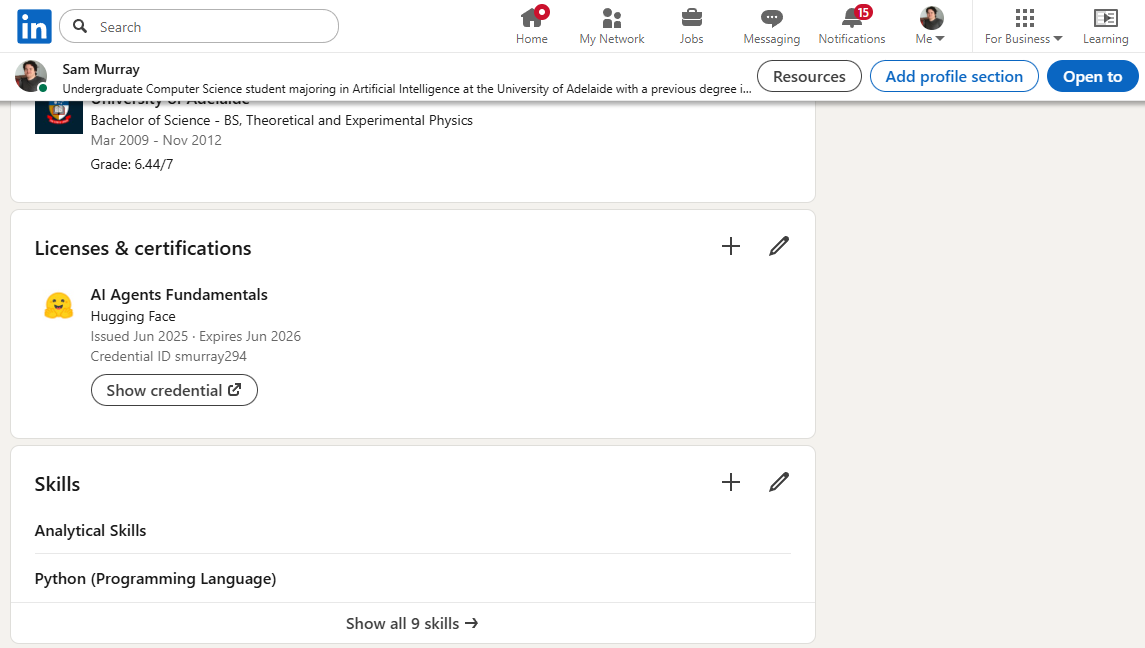 in
Search
Home
My Network
Jobs
Messaging
15
Notifications
Me
For Business
Learning
Sam Murray
Undergraduate Computer Science student majoring in Artificial Intelligence at the University of Adelaide with a previous degree i...
Resources
Add profile section
Open to
University of Adelaide
Bachelor of Science - BS, Theoretical and Experimental Physics
Mar 2009 - Nov 2012
Grade: 6.44/7
Licenses & certifications
AI Agents Fundamentals
Hugging Face
Issued Jun 2025 · Expires Jun 2026
Credential ID smurray294
Show credential
Skills
Analytical Skills
Python (Programming Language)
Show all 9 skills →